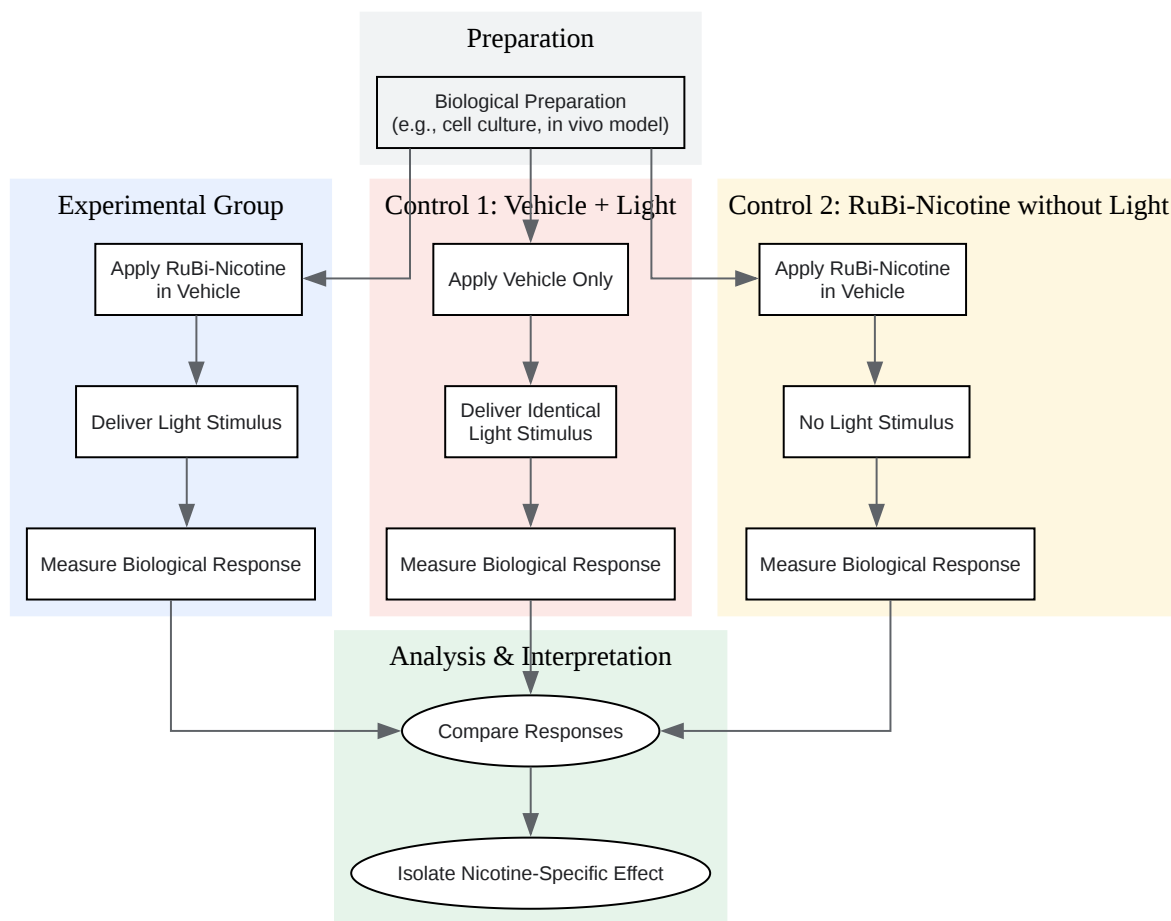 Preparation
Biological Preparation
(e.g., cell culture, in vivo model)
Experimental Group
Apply RuBi-Nicotine
in Vehicle
Deliver Light Stimulus
Measure Biological Response
Control 1: Vehicle + Light
Apply Vehicle Only
Deliver Identical
Light Stimulus
Measure Biological Response
Control 2: RuBi-Nicotine without Light
Apply RuBi-Nicotine
in Vehicle
No Light Stimulus
Measure Biological Response
Analysis & Interpretation
Compare Responses
Isolate Nicotine-Specific Effect